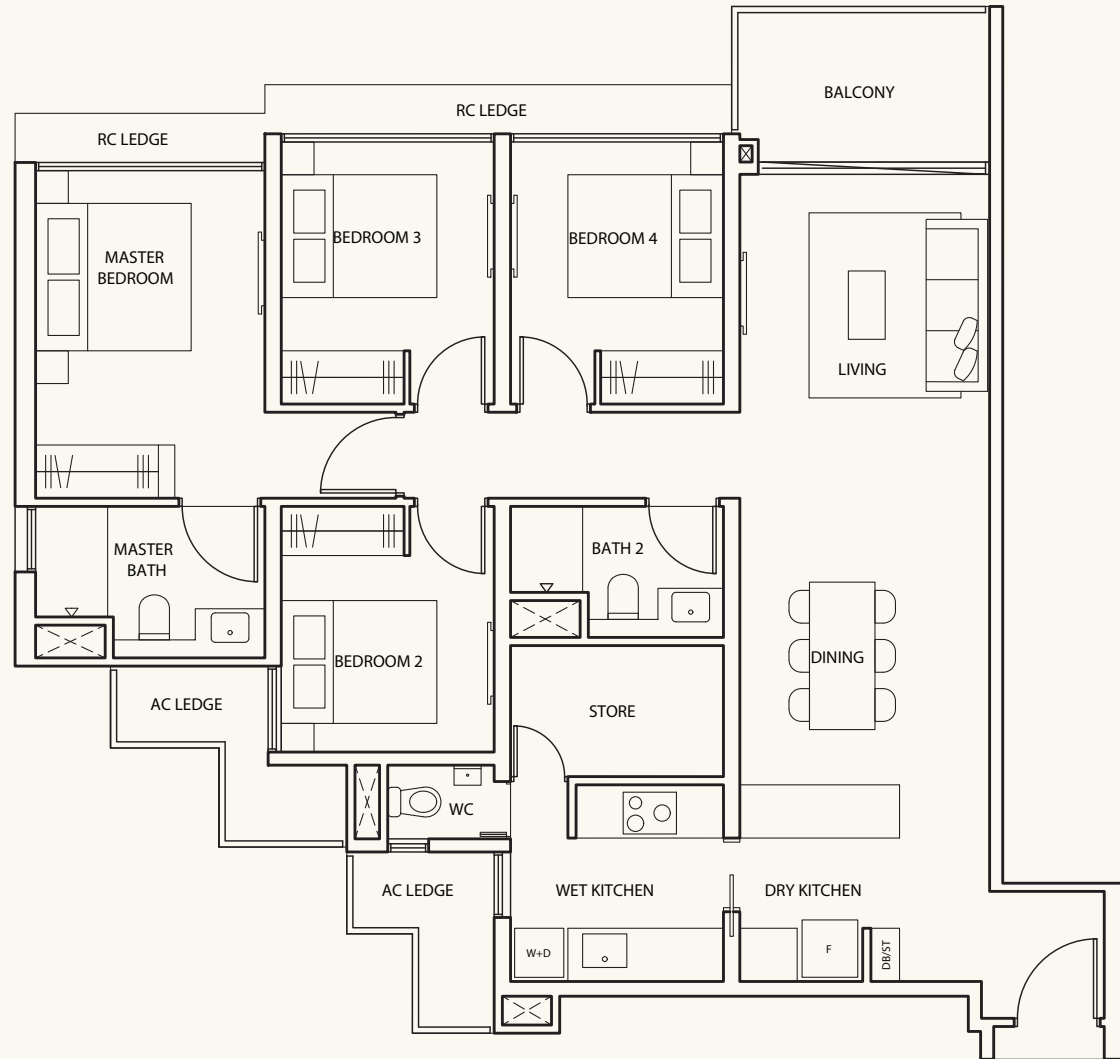 BALCONY
RC LEDGE
RC LEDGE
MASTER
BEDROOM
BEDROOM 3
BEDROOM 4
LIVING
MASTER
BATH
BATH 2
BEDROOM 2
DINING
AC LEDGE
STORE
WC
AC LEDGE
WET KITCHEN
DRY KITCHEN
W+D
F
DB/ST